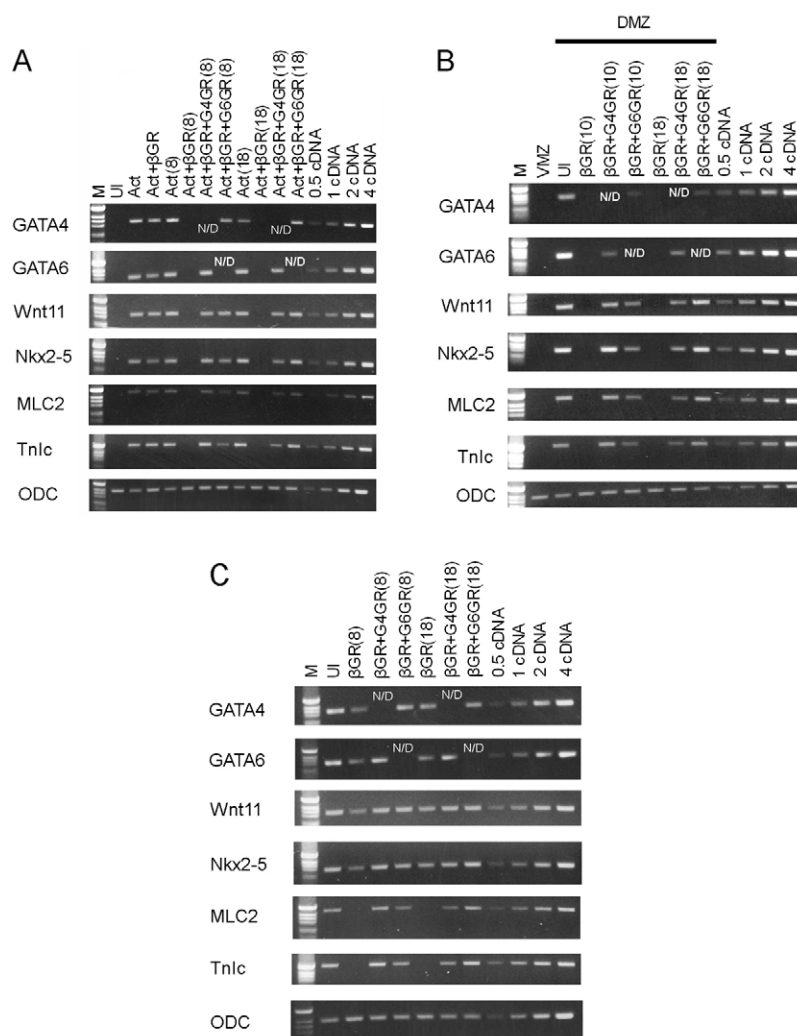 A
M
UI
Act
Act+βGR
Act(8)
Act+βGR(8)
Act+βGR+G4GR(8)
Act+βGR+G6GR(8)
Act(18)
Act+βGR(18)
Act+βGR+G4GR(18)
Act+βGR+G6GR(18)
0.5 cDNA
1 cDNA
2 cDNA
4 cDNA
GATA4
N/D
N/D
GATA6
N/D
N/D
Wnt11
Nkx2-5
MLC2
TnIc
ODC
DMZ
B
M
VMZ
UI
βGR(10)
βGR+G4GR(10)
βGR+G6GR(10)
βGR(18)
βGR+G4GR(18)
βGR+G6GR(18)
0.5 cDNA
1 cDNA
2 cDNA
4 cDNA
GATA4
N/D
N/D
GATA6
N/D
N/D
Wnt11
Nkx2-5
MLC2
TnIc
ODC
C
M
UI
βGR(8)
βGR+G4GR(8)
βGR+G6GR(8)
βGR(18)
βGR+G4GR(18)
βGR+G6GR(18)
0.5 cDNA
1 cDNA
2 cDNA
4 cDNA
GATA4
N/D
N/D
GATA6
N/D
N/D
Wnt11
Nkx2-5
MLC2
TnIc
ODC